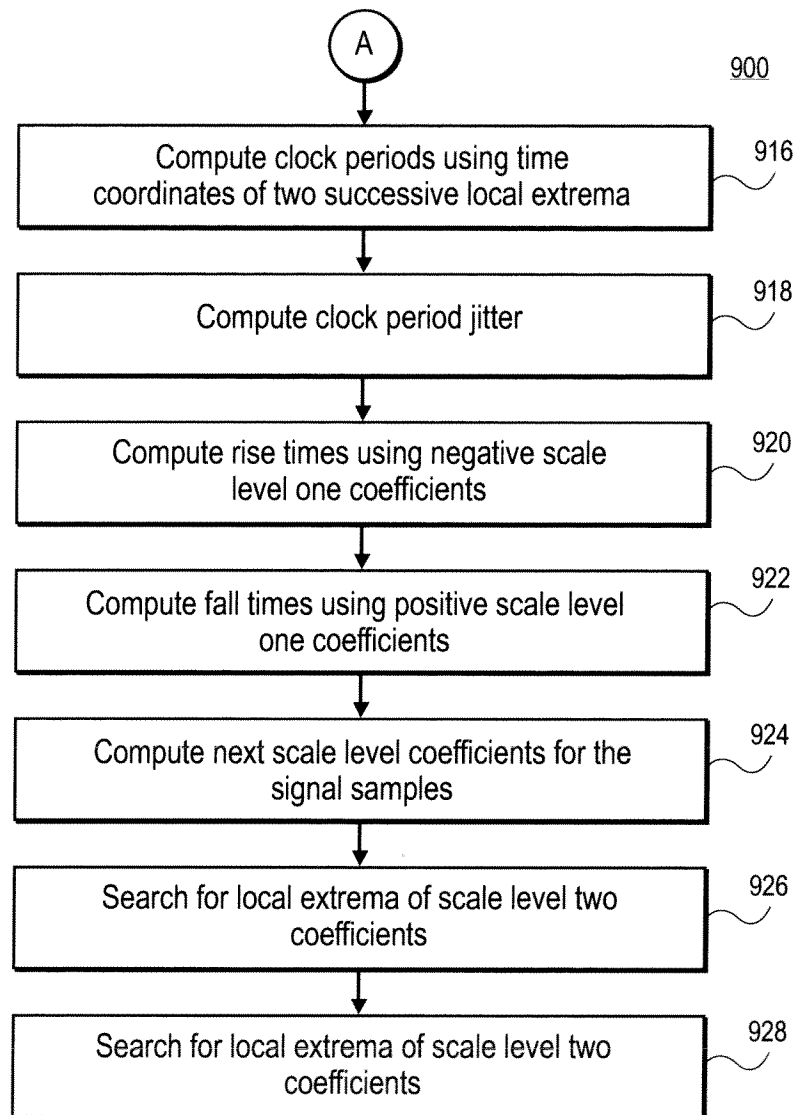 A
900
Compute clock periods using time
coordinates of two successive local extrema
916
Compute clock period jitter
918
Compute rise times using negative scale
level one coefficients
920
Compute fall times using positive scale level
one coefficients
922
Compute next scale level coefficients for the
signal samples
924
Search for local extrema of scale level two
coefficients
926
Search for local extrema of scale level two
coefficients
928